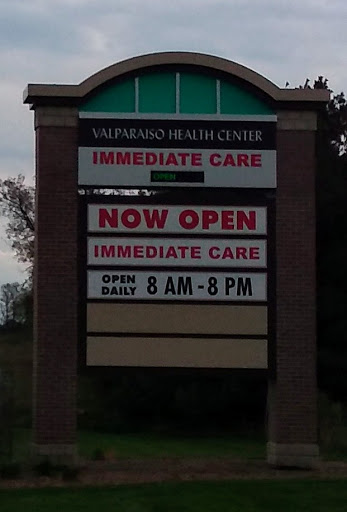 VALPARAISO HEALTH CENTER
IMMEDIATE CARE
OPEN
NOW OPEN
IMMEDIATE CARE
OPEN DAILY 8 AM - 8 PM